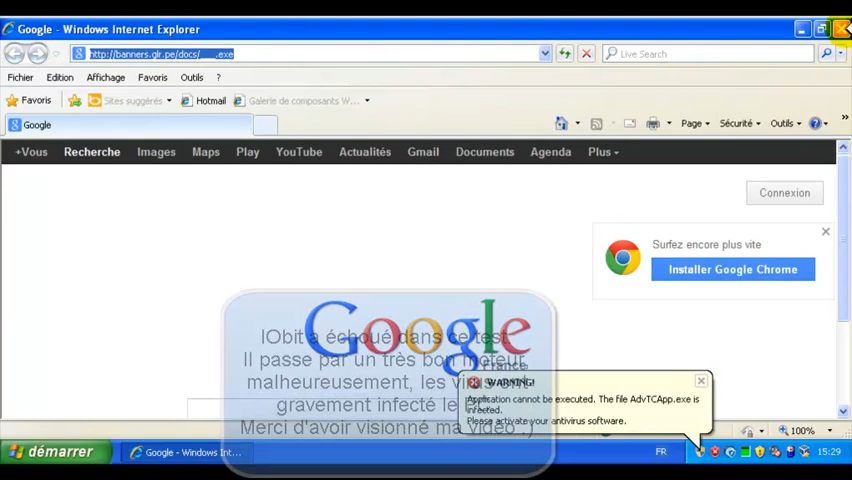 Google - Windows Internet Explorer
http://banners.glr.pe/docs/___.exe
Live Search
Fichier Edition Affichage Favoris Outils ?
Favoris Sites suggérés Hotmail Galerie de composants W...
Google
Page Sécurité Outils
+Vous Recherche Images Maps Play YouTube Actualités Gmail Documents Agenda Plus
Connexion
Surfez encore plus vite
Installer Google Chrome
Google
France
IObit a échoué dans ce test.
Il passe par un très bon moteur,
malheureusement, les virus ont
gravement infecté le
Merci d'avoir visionné ma vidéo :)
WARNING!
Application cannot be executed. The file AdvTCApp.exe is
infected.
Please activate your antivirus software.
100%
démarrer
Google - Windows Int...
FR
15:29